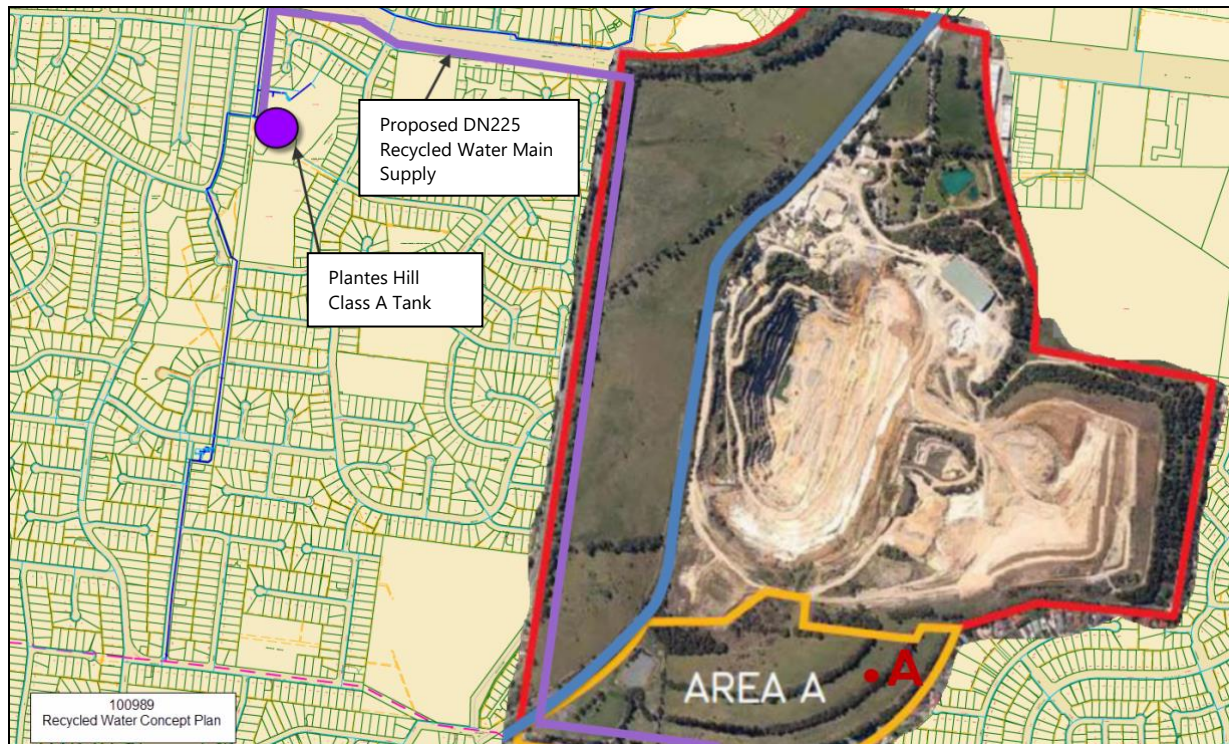 Proposed DN225
Recycled Water Main
Supply
Plantes Hill
Class A Tank
AREA A
A
100989
Recycled Water Concept Plan